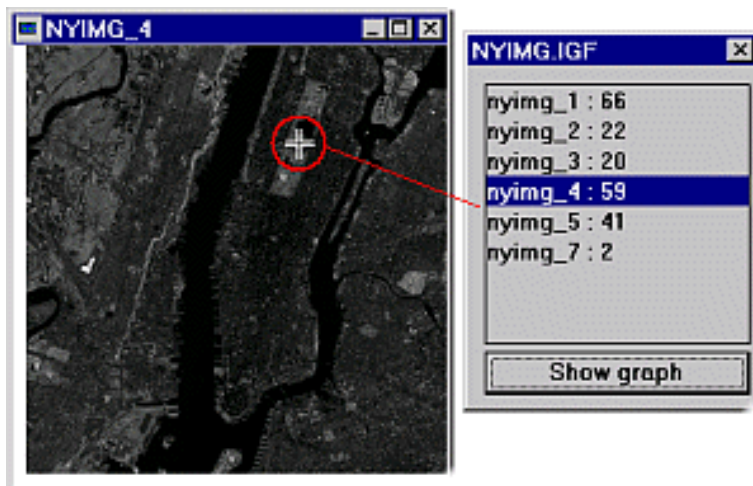 NYIMG_4
NYIMG.IGF
nyimg_1 : 66
nyimg_2 : 22
nyimg_3 : 20
nyimg_4 : 59
nyimg_5 : 41
nyimg_7 : 2
Show graph